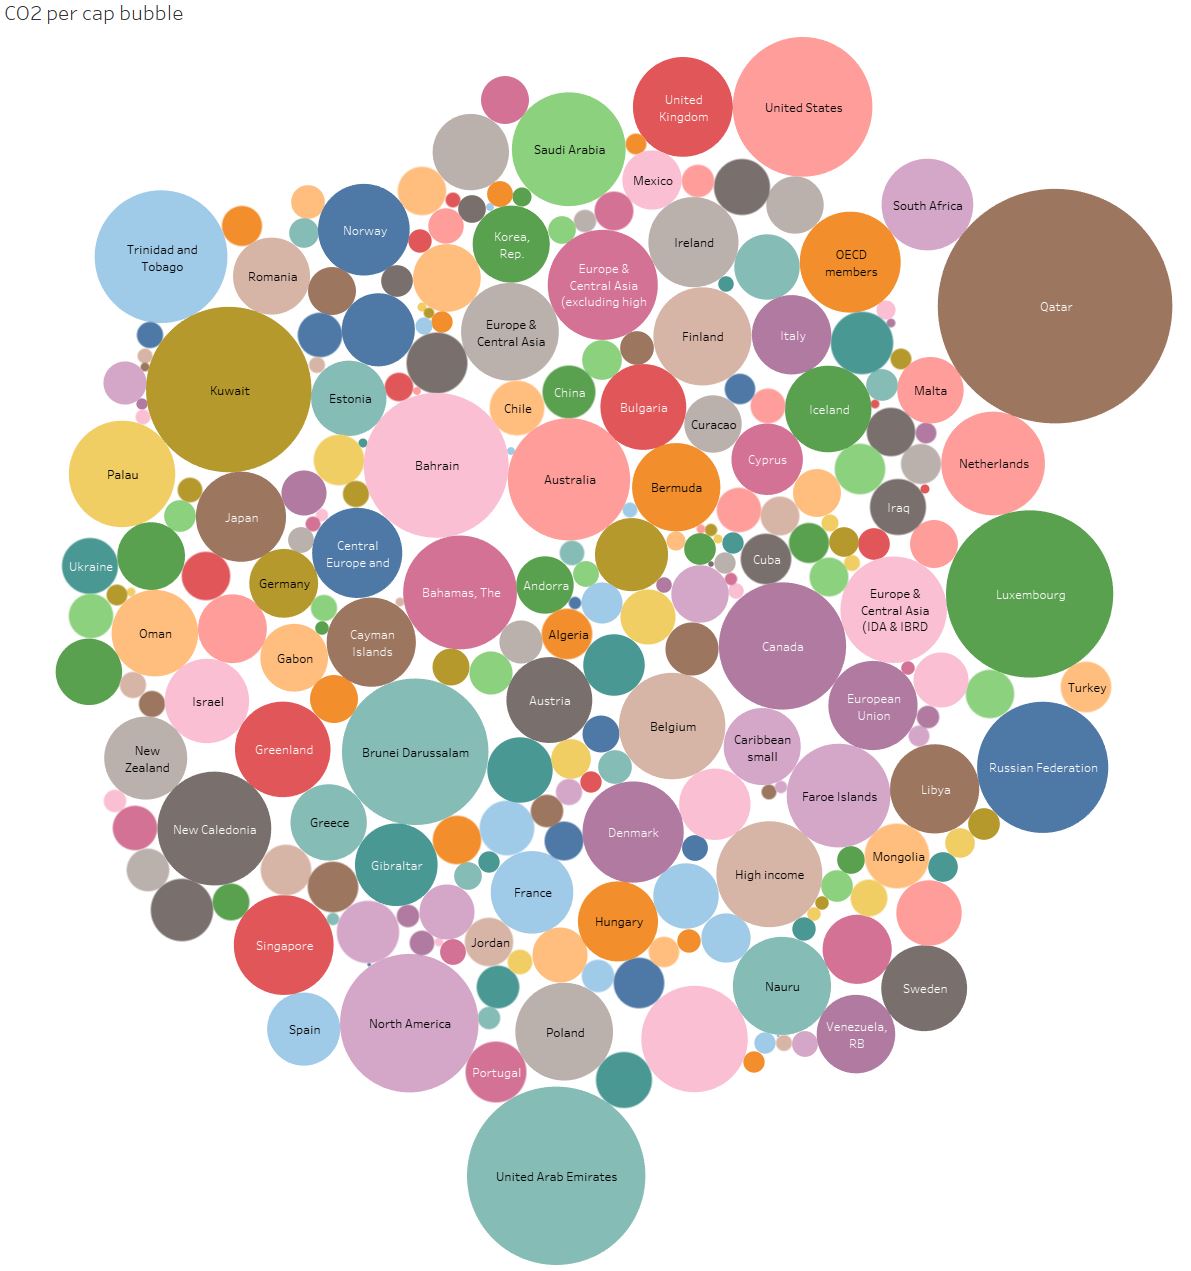 CO2 per cap bubble
United
Kingdom
United States
Saudi Arabia
Mexico
South Africa
Trinidad and
Tobago
Norway
Korea,
Rep.
Ireland
OECD
members
Romania
Europe &
Central Asia
(excluding high
Qatar
Europe &
Central Asia
Finland
Italy
Kuwait
Estonia
China
Chile
Bulgaria
Iceland
Malta
Curacao
Palau
Bahrain
Australia
Bermuda
Cyprus
Netherlands
Japan
Iraq
Central
Europe and
Cuba
Ukraine
Germany
Bahamas, The
Andorra
Europe &
Central Asia
(IDA & IBRD
Luxembourg
Oman
Cayman
Islands
Algeria
Canada
Gabon
Israel
Austria
European
Union
Turkey
New
Zealand
Greenland
Brunei Darussalam
Belgium
Caribbean
small
Russian Federation
Faroe Islands
Libya
New Caledonia
Greece
Denmark
Gibraltar
High income
Mongolia
France
Hungary
Singapore
Jordan
Nauru
Sweden
Spain
North America
Poland
Venezuela,
RB
Portugal
United Arab Emirates